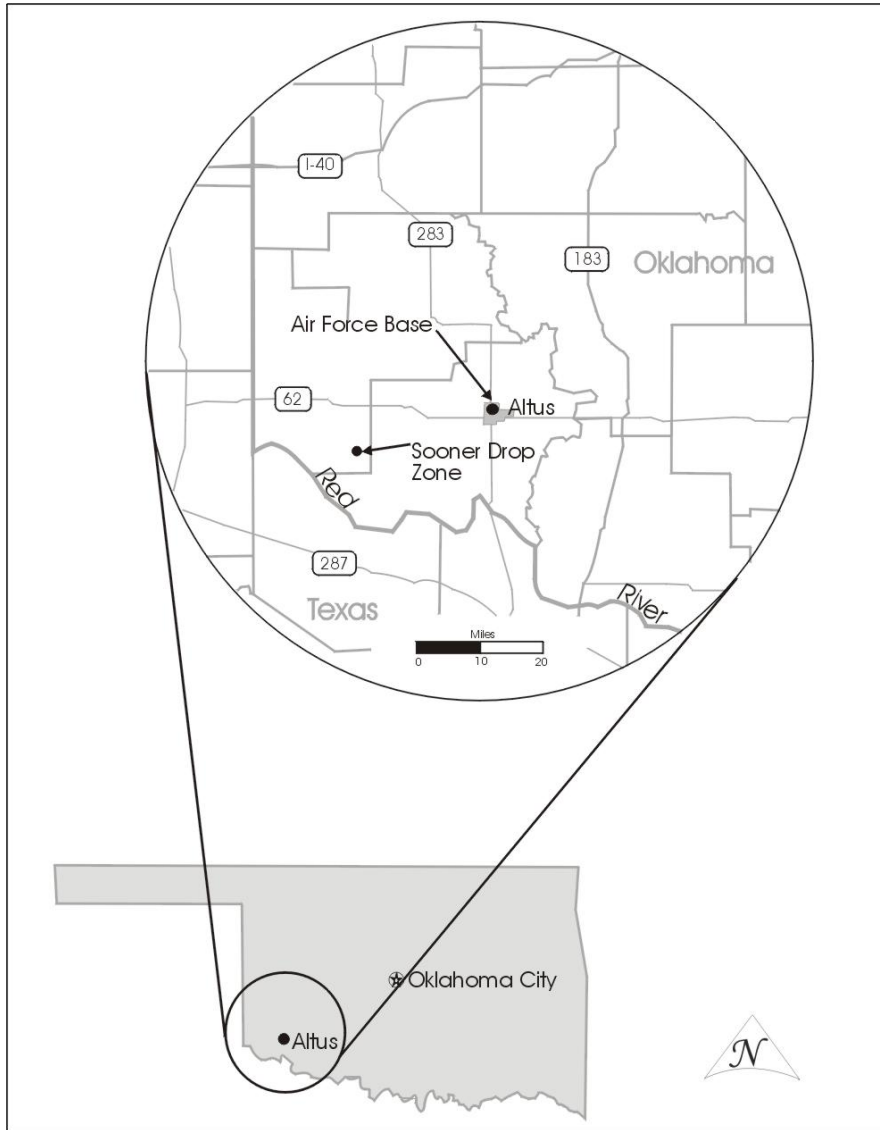 I-40
283
183
Oklahoma
Air Force Base
62
Altus
Sooner Drop
Zone
Red
287
Texas
River
Miles
0 10 20
Oklahoma City
Altus
N